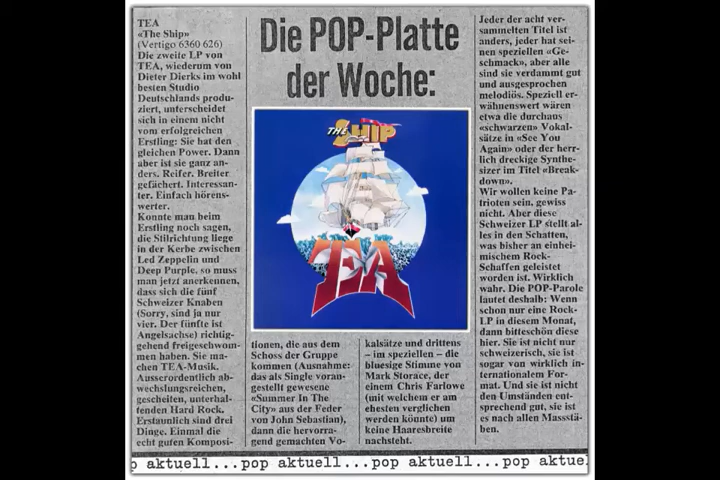 Die POP-Platte
der Woche:
TEA
«The Ship»
(Vertigo 6360 626)
Die zweite LP von
TEA, wiederum von
Dieter Dierks im wohl
besten Studio
Deutschlands produ-
ziert, unterscheidet
sich in einem nicht
vom erfolgreichen
Erstling: Sie hat den
gleichen Power. Dann
aber ist sie ganz an-
ders. Reifer. Breiter
gefächert. Interessan-
ter. Einfach hörens-
werter.
Konnte man beim
Erstling noch sagen,
die Stilrichtung liege
in der Kerbe zwischen
Led Zeppelin und
Deep Purple, so muss
man jetzt anerkennen,
dass sich die fünf
Schweizer Knaben
(Sorry, sind ja nur
vier. Der fünfte ist
Angelsachse) richtig-
gehend freigeschwom-
men haben. Sie ma-
chen TEA-Musik.
Ausserordentlich ab-
wechslungsreichen,
gescheiten, unterhal-
tenden Hard Rock.
Erstaunlich sind drei
Dinge. Einmal die
echt guten Komposi-
THE SHIP
TEA
tionen, die aus dem
Schoss der Gruppe
kommen (Ausnahme:
das als Single voran-
gestellt gewesene
«Summer In The
City» aus der Feder
von John Sebastian),
dann die hervorra-
gend gemachten Vo-
kalsätze und drittens
– im speziellen – die
bluesige Stimme von
Mark Storace, der
einem Chris Farlowe
(mit welchem er am
ehesten verglichen
werden könnte) um
keine Haaresbreite
nachsteht.
Jeder der acht ver-
sammelten Titel ist
anders, jeder hat sei-
nen speziellen «Ge-
schmack», aber alle
sind sie verdammt gut
und ausgesprochen
melodiös. Speziell er-
wähnenswert wären
etwa die durchaus
«schwarzen» Vokal-
sätze in «See You
Again» oder der herr-
lich dreckige Synthe-
sizer im Titel «Break-
down».
Wir wollen keine Pa-
trioten sein, gewiss
nicht. Aber diese
Schweizer LP stellt al-
les in den Schatten,
was bisher an einhei-
mischem Rock-
Schaffen geleistet
worden ist. Wirklich
wahr. Die POP-Parole
lautet deshalb: Wenn
schon nur eine Rock-
LP in diesem Monat,
dann bitteschön diese
hier. Sie ist nicht nur
schweizerisch, sie ist
sogar von wirklich in-
ternationalem For-
mat. Und sie ist nicht
den Umständen ent-
sprechend gut, sie ist
es nach allen Massstä-
ben.
p aktuell...pop aktuell...pop aktuell...pop aktuel